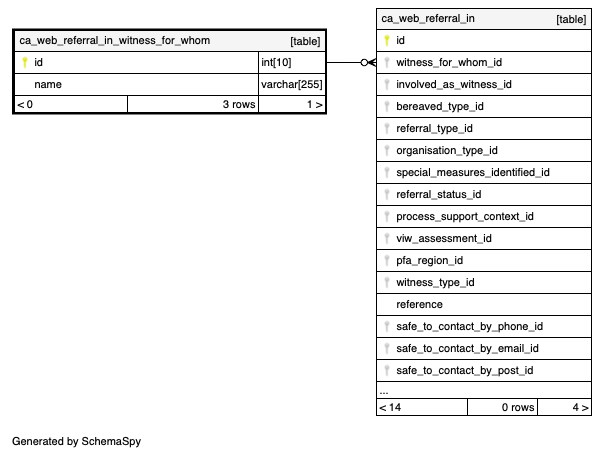 ca_web_referral_in_witness_for_whom [table]
id int[10]
name varchar[255]
< 0 3 rows 1 >
ca_web_referral_in [table]
id
witness_for_whom_id
involved_as_witness_id
bereaved_type_id
referral_type_id
organisation_type_id
special_measures_identified_id
referral_status_id
process_support_context_id
viw_assessment_id
pfa_region_id
witness_type_id
reference
safe_to_contact_by_phone_id
safe_to_contact_by_email_id
safe_to_contact_by_post_id
...
< 14 0 rows 4 >
Generated by SchemaSpy